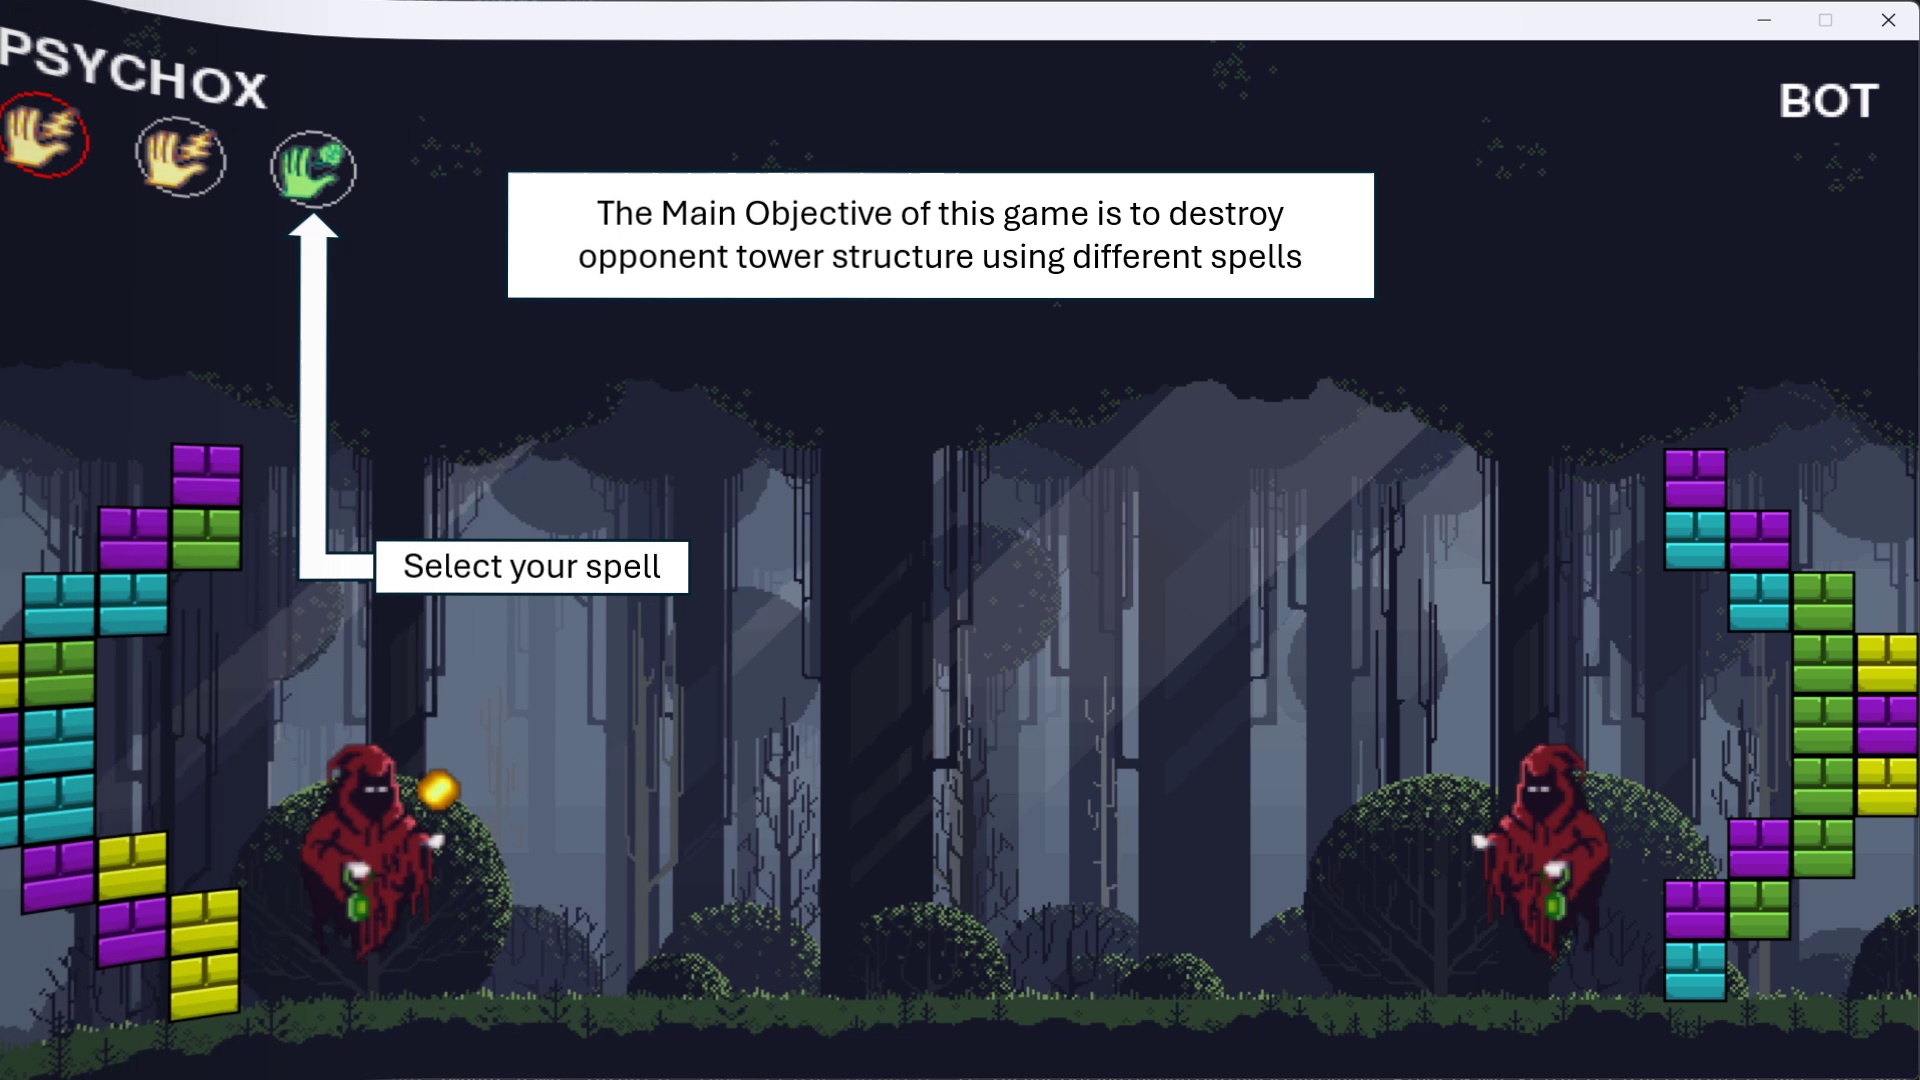 PSYCHOX
BOT
The Main Objective of this game is to destroy
opponent tower structure using different spells
Select your spell